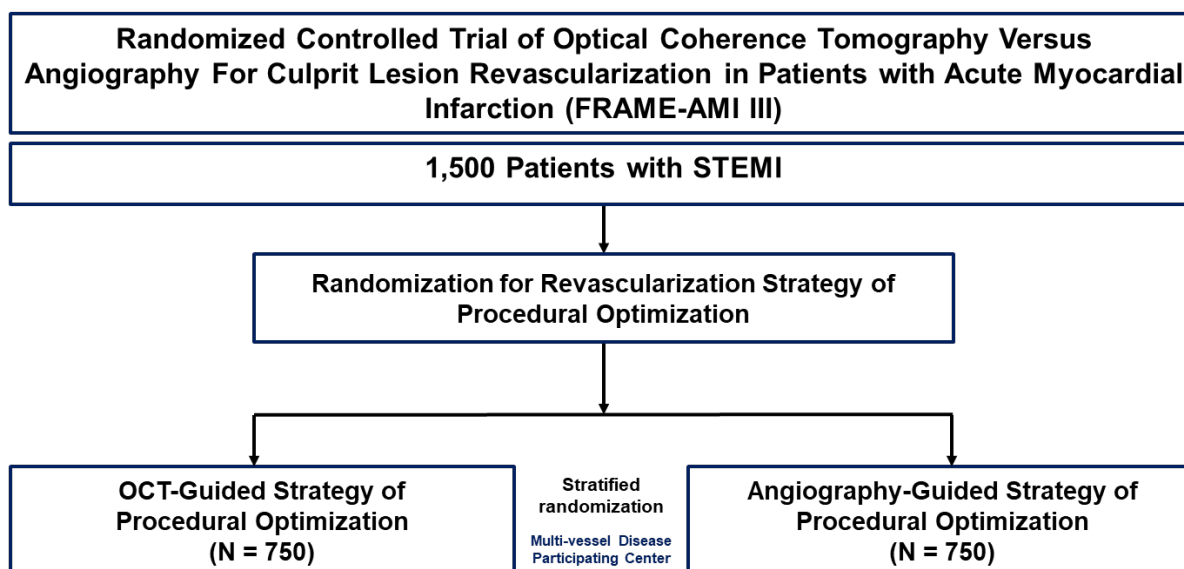 Randomized Controlled Trial of Optical Coherence Tomography Versus
Angiography For Culprit Lesion Revascularization in Patients with Acute Myocardial
Infarction (FRAME-AMI III)
1,500 Patients with STEMI
Randomization for Revascularization Strategy of
Procedural Optimization
OCT-Guided Strategy of
Procedural Optimization
(N = 750)
Stratified
randomization
Multi-vessel Disease
Participating Center
Angiography-Guided Strategy of
Procedural Optimization
(N = 750)